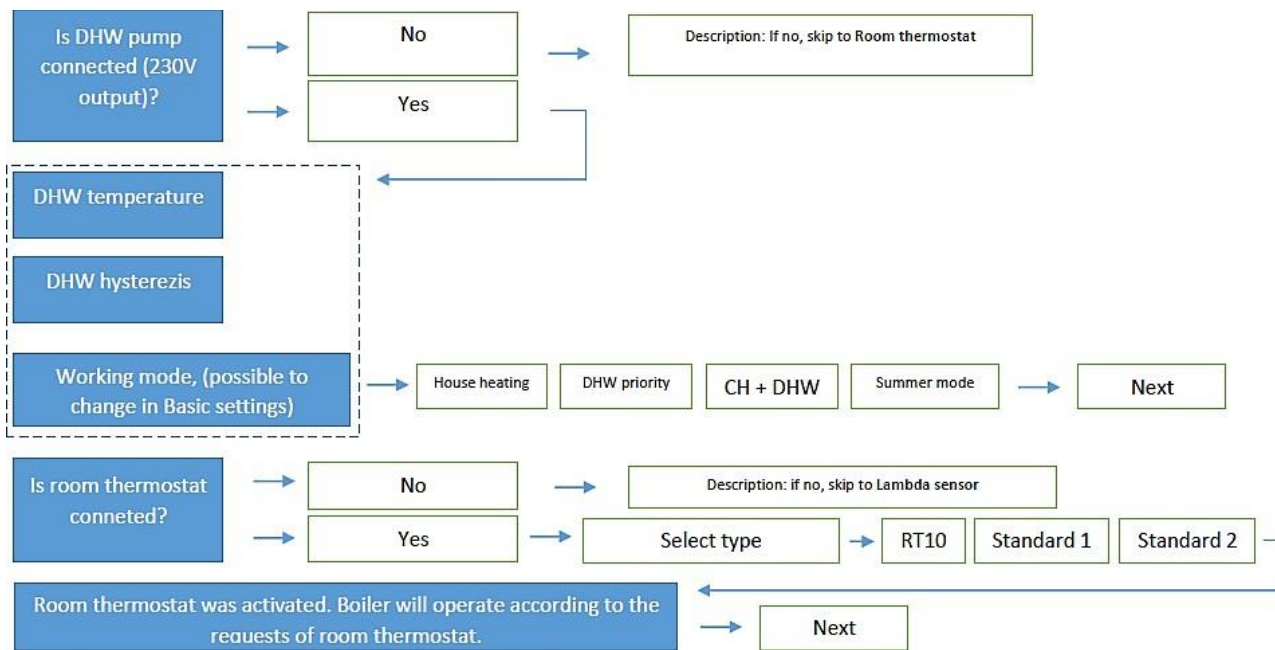 Is DHW pump
connected (230V
output)?
No
Description: If no, skip to Room thermostat
Yes
DHW temperature
DHW hysterezis
Working mode, (possible to
change in Basic settings)
House heating
DHW priority
CH + DHW
Summer mode
Next
Is room thermostat
conneted?
No
Description: if no, skip to Lambda sensor
Yes
Select type
RT10
Standard 1
Standard 2
Room thermostat was activated. Boiler will operate according to the
requests of room thermostat.
Next